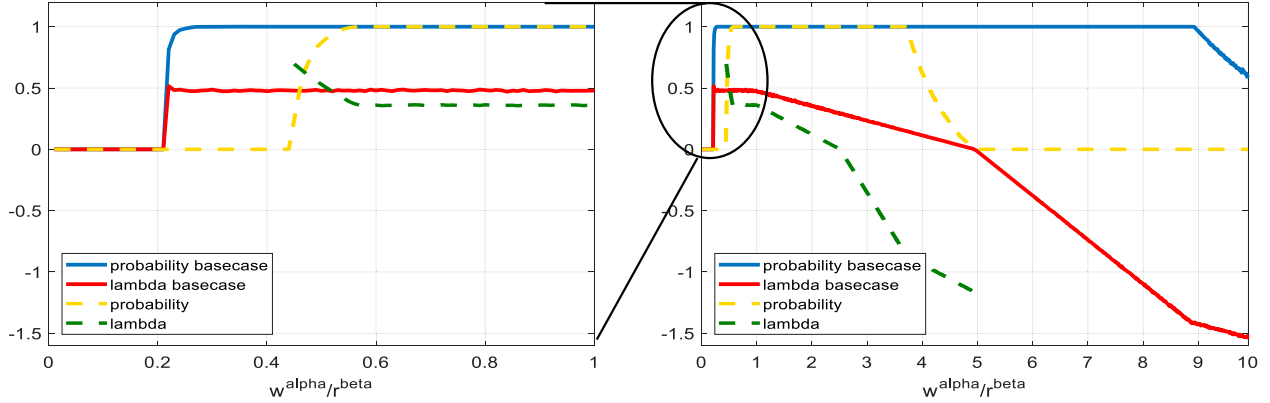 1
0.5
0
-0.5
-1
-1.5
probability basecase
lambda basecase
probability
lambda
0 0.2 0.4 0.6 0.8 1
w^alpha/r^beta
1
0.5
0
-0.5
-1
-1.5
probability basecase
lambda basecase
probability
lambda
0 1 2 3 4 5 6 7 8 9 10
w^alpha/r^beta